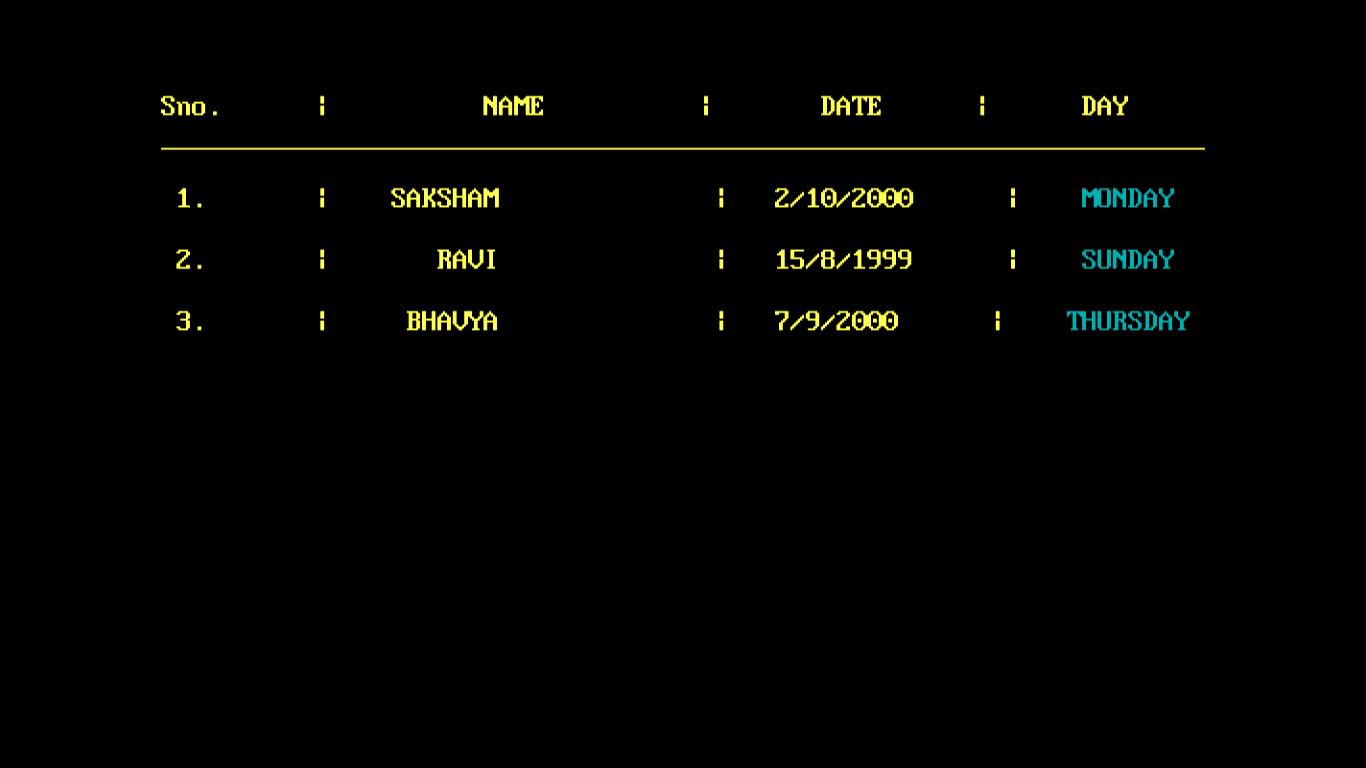 Sno. ¦ NAME ¦ DATE ¦ DAY
1. ¦ SAKSHAM ¦ 2/10/2000 ¦ MONDAY
2. ¦ RAVI ¦ 15/8/1999 ¦ SUNDAY
3. ¦ BHAVYA ¦ 7/9/2000 ¦ THURSDAY